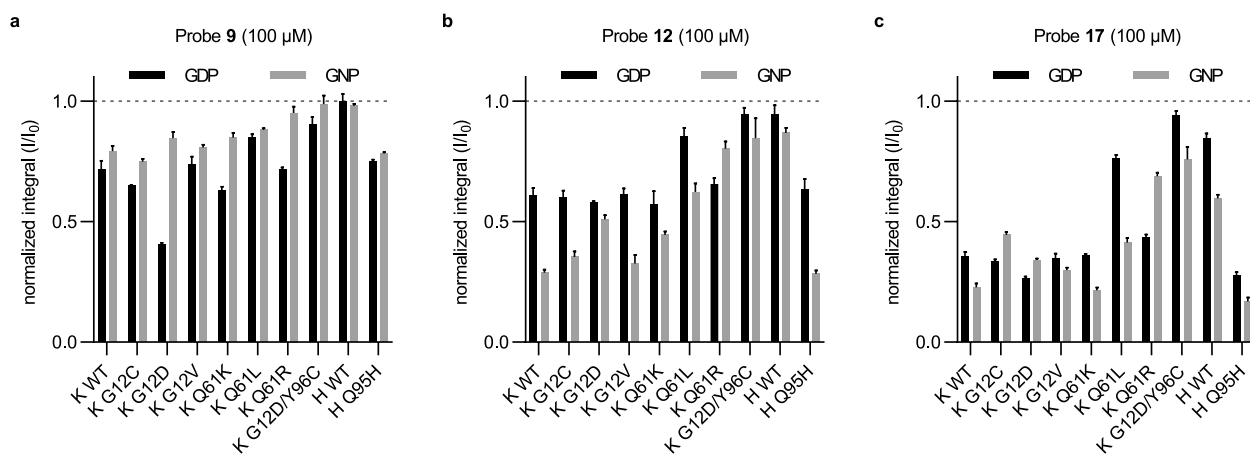 a
Probe 9 (100 µM)
GDP GNP
normalized integral (I/I₀)
1.0
0.5
0.0
K WT
K G12C
K G12D
K G12V
K Q61K
K Q61L
K Q61R
K G12D/Y96C
H WT
H Q95H
b
Probe 12 (100 µM)
GDP GNP
normalized integral (I/I₀)
1.0
0.5
0.0
K WT
K G12C
K G12D
K G12V
K Q61K
K Q61L
K Q61R
K G12D/Y96C
H WT
H Q95H
c
Probe 17 (100 µM)
GDP GNP
normalized integral (I/I₀)
1.0
0.5
0.0
K WT
K G12C
K G12D
K G12V
K Q61K
K Q61L
K Q61R
K G12D/Y96C
H WT
H Q95H